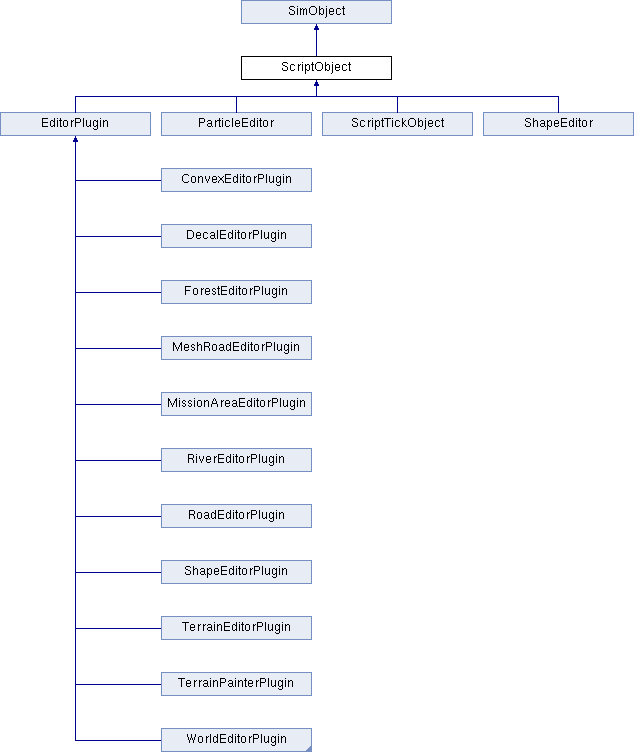 SimObject
ScriptObject
EditorPlugin
ParticleEditor
ScriptTickObject
ShapeEditor
ConvexEditorPlugin
DecalEditorPlugin
ForestEditorPlugin
MeshRoadEditorPlugin
MissionAreaEditorPlugin
RiverEditorPlugin
RoadEditorPlugin
ShapeEditorPlugin
TerrainEditorPlugin
TerrainPainterPlugin
WorldEditorPlugin